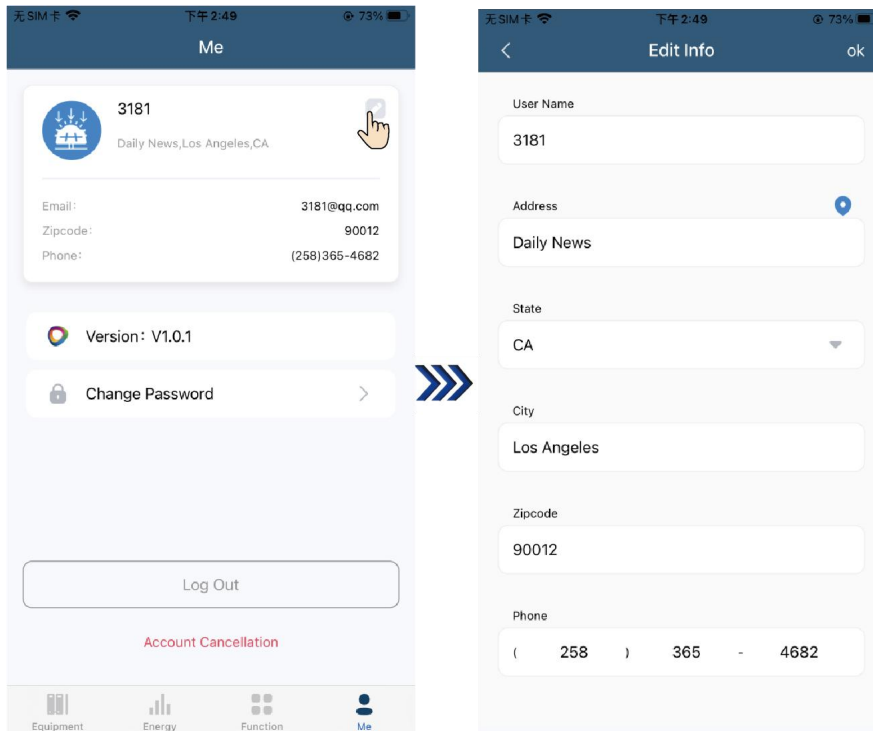 无SIM卡 下午2:49 73%
Me
3181
Daily News,Los Angeles,CA
Email: 3181@qq.com
Zipcode: 90012
Phone: (258)365-4682
Version: V1.0.1
Change Password
Log Out
Account Cancellation
Equipment Energy Function Me
无SIM卡 下午2:49 73%
Edit Info ok
User Name
3181
Address
Daily News
State
CA
City
Los Angeles
Zipcode
90012
Phone
( 258 ) 365 - 4682